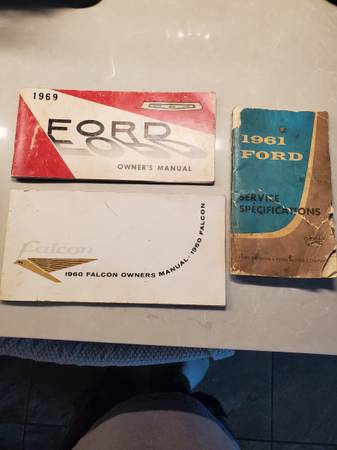 1969
FORD
OWNER'S MANUAL
1961
FORD
SERVICE
SPECIFICATIONS
Falcon
1960 FALCON OWNERS MANUAL · 1960 FALCON